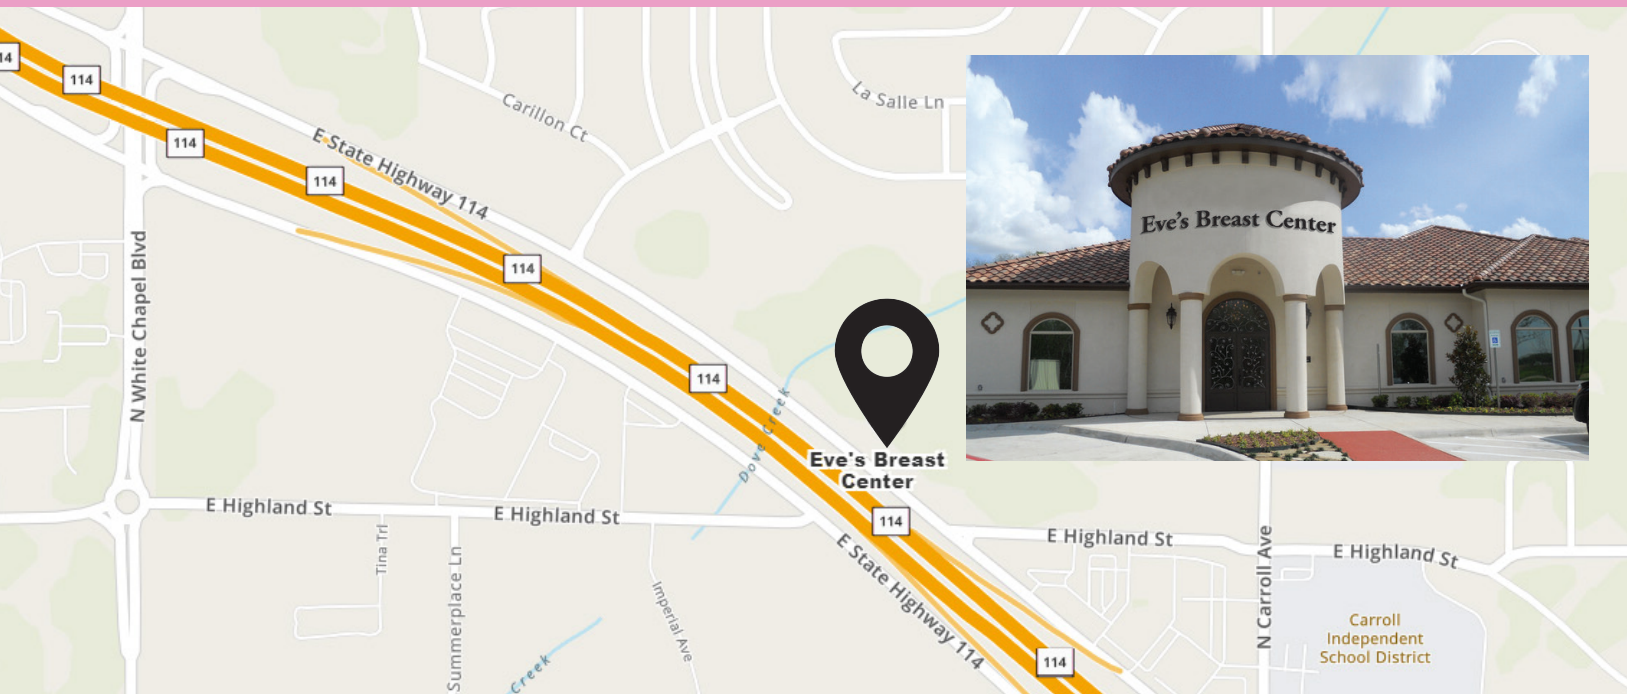 14
114
114
114
114
114
114
114
E State Highway 114
Carillon Ct
La Salle Ln
N White Chapel Blvd
Eve's Breast Center
Dove Creek
Eve's Breast
Center
E Highland St
E Highland St
E Highland St
E Highland St
E State Highway 114
Tina Trl
Summerplace Ln
Imperial Ave
N Carroll Ave
Creek
Carroll
Independent
School District